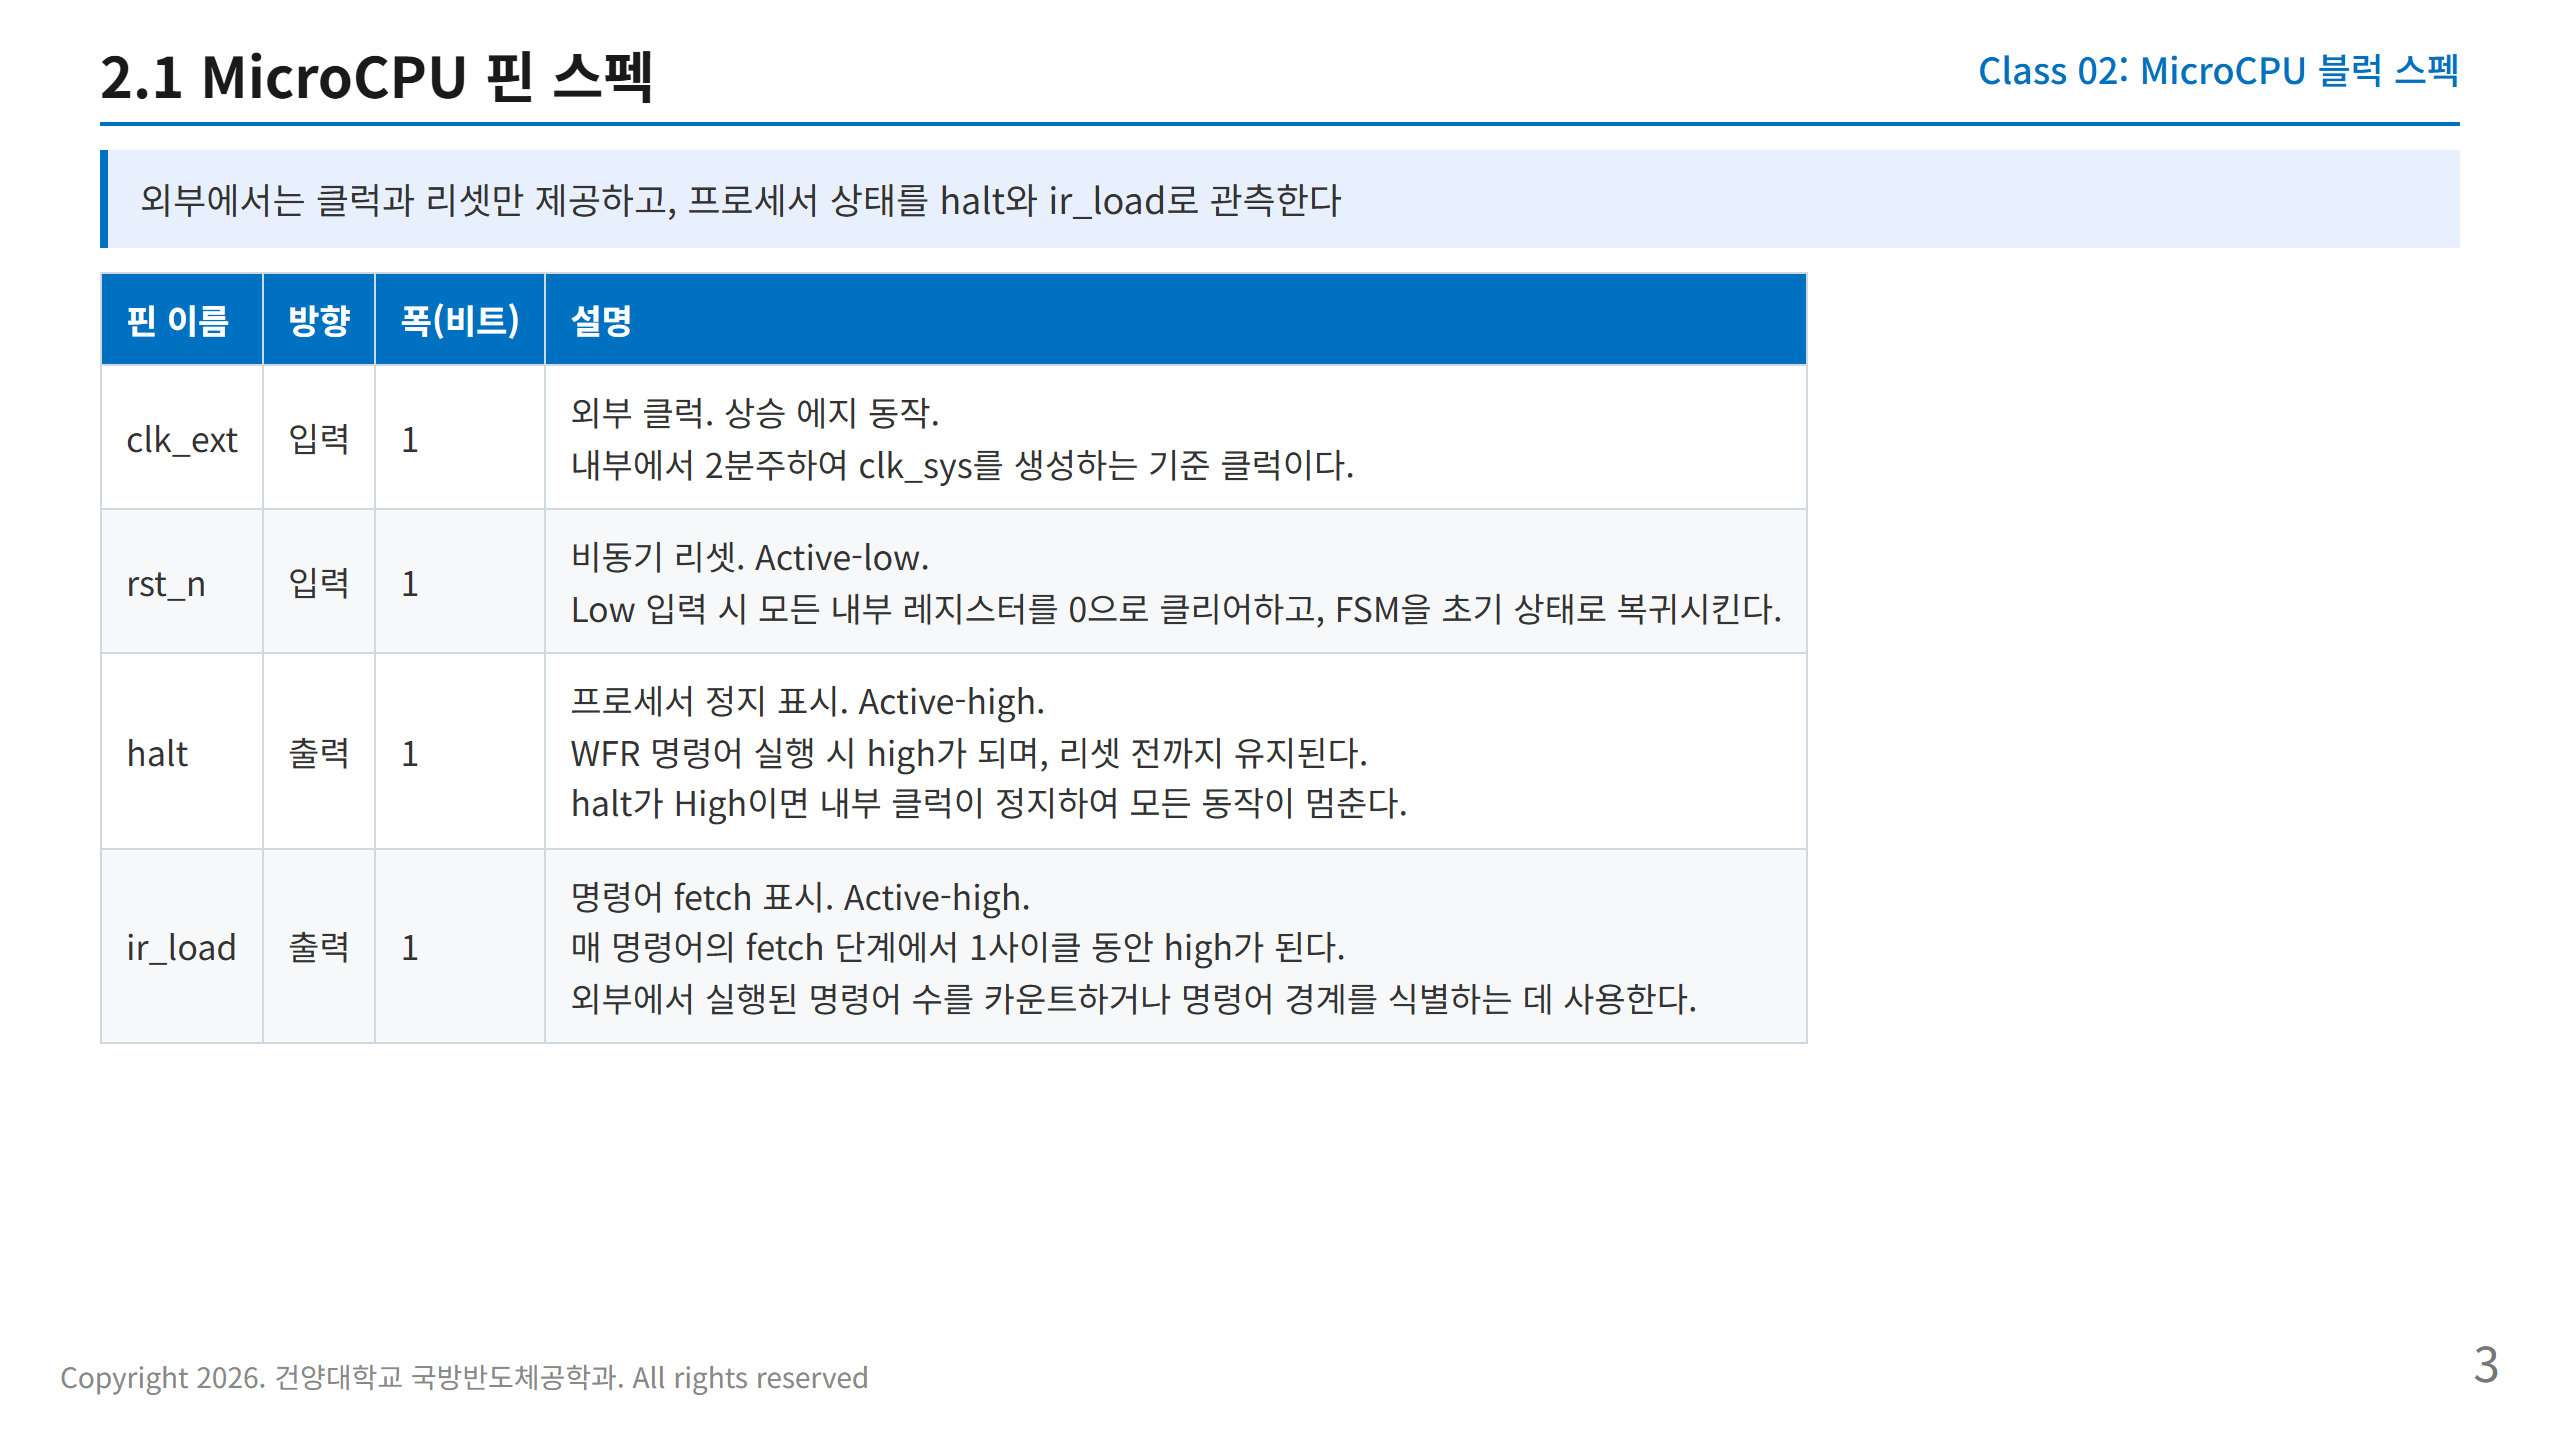 2.1 MicroCPU 핀 스펙
Class 02: MicroCPU 블럭 스펙
외부에서는 클럭과 리셋만 제공하고, 프로세서 상태를 halt와 ir_load로 관측한다
핀 이름 방향 폭(비트) 설명
clk_ext 입력 1
외부 클럭. 상승 에지 동작.
내부에서 2분주하여 clk_sys를 생성하는 기준 클럭이다.
rst_n 입력 1
비동기 리셋. Active-low.
Low 입력 시 모든 내부 레지스터를 0으로 클리어하고, FSM을 초기 상태로 복귀시킨다.
halt 출력 1
프로세서 정지 표시. Active-high.
WFR 명령어 실행 시 high가 되며, 리셋 전까지 유지된다.
halt가 High이면 내부 클럭이 정지하여 모든 동작이 멈춘다.
ir_load 출력 1
명령어 fetch 표시. Active-high.
매 명령어의 fetch 단계에서 1사이클 동안 high가 된다.
외부에서 실행된 명령어 수를 카운트하거나 명령어 경계를 식별하는 데 사용한다.
Copyright 2026. 건양대학교 국방반도체공학과. All rights reserved
3